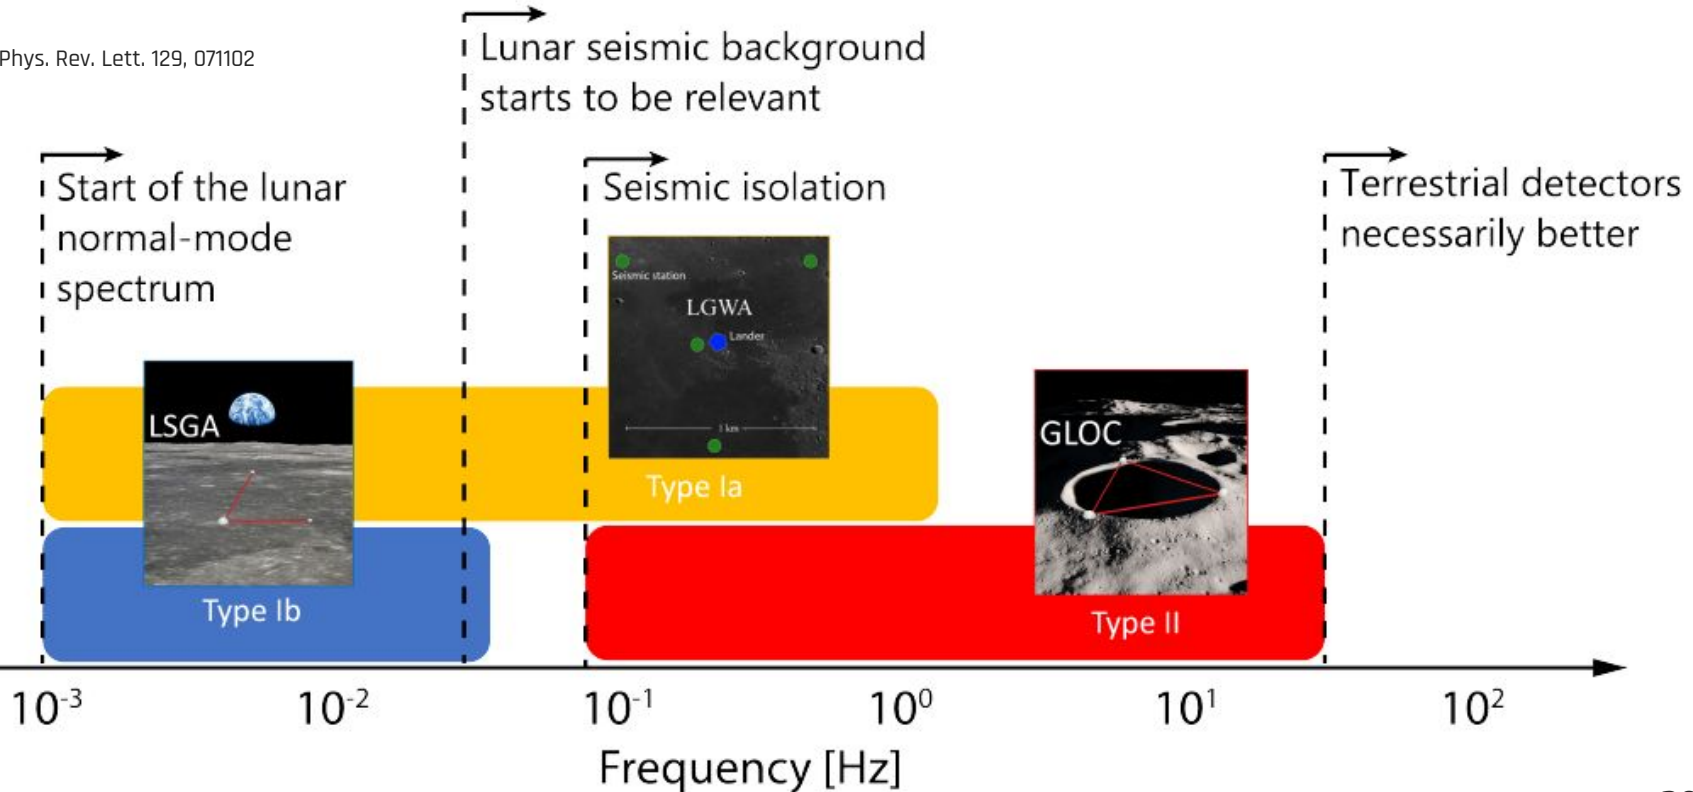 Phys. Rev. Lett. 129, 071102
Lunar seismic background
starts to be relevant
Start of the lunar
normal-mode
spectrum
Seismic isolation
Terrestrial detectors
necessarily better
Seismic station
LGWA
Lander
1 km
LSGA
GLOC
Type Ia
Type Ib
Type II
10⁻³ 10⁻² 10⁻¹ 10⁰ 10¹ 10²
Frequency [Hz]